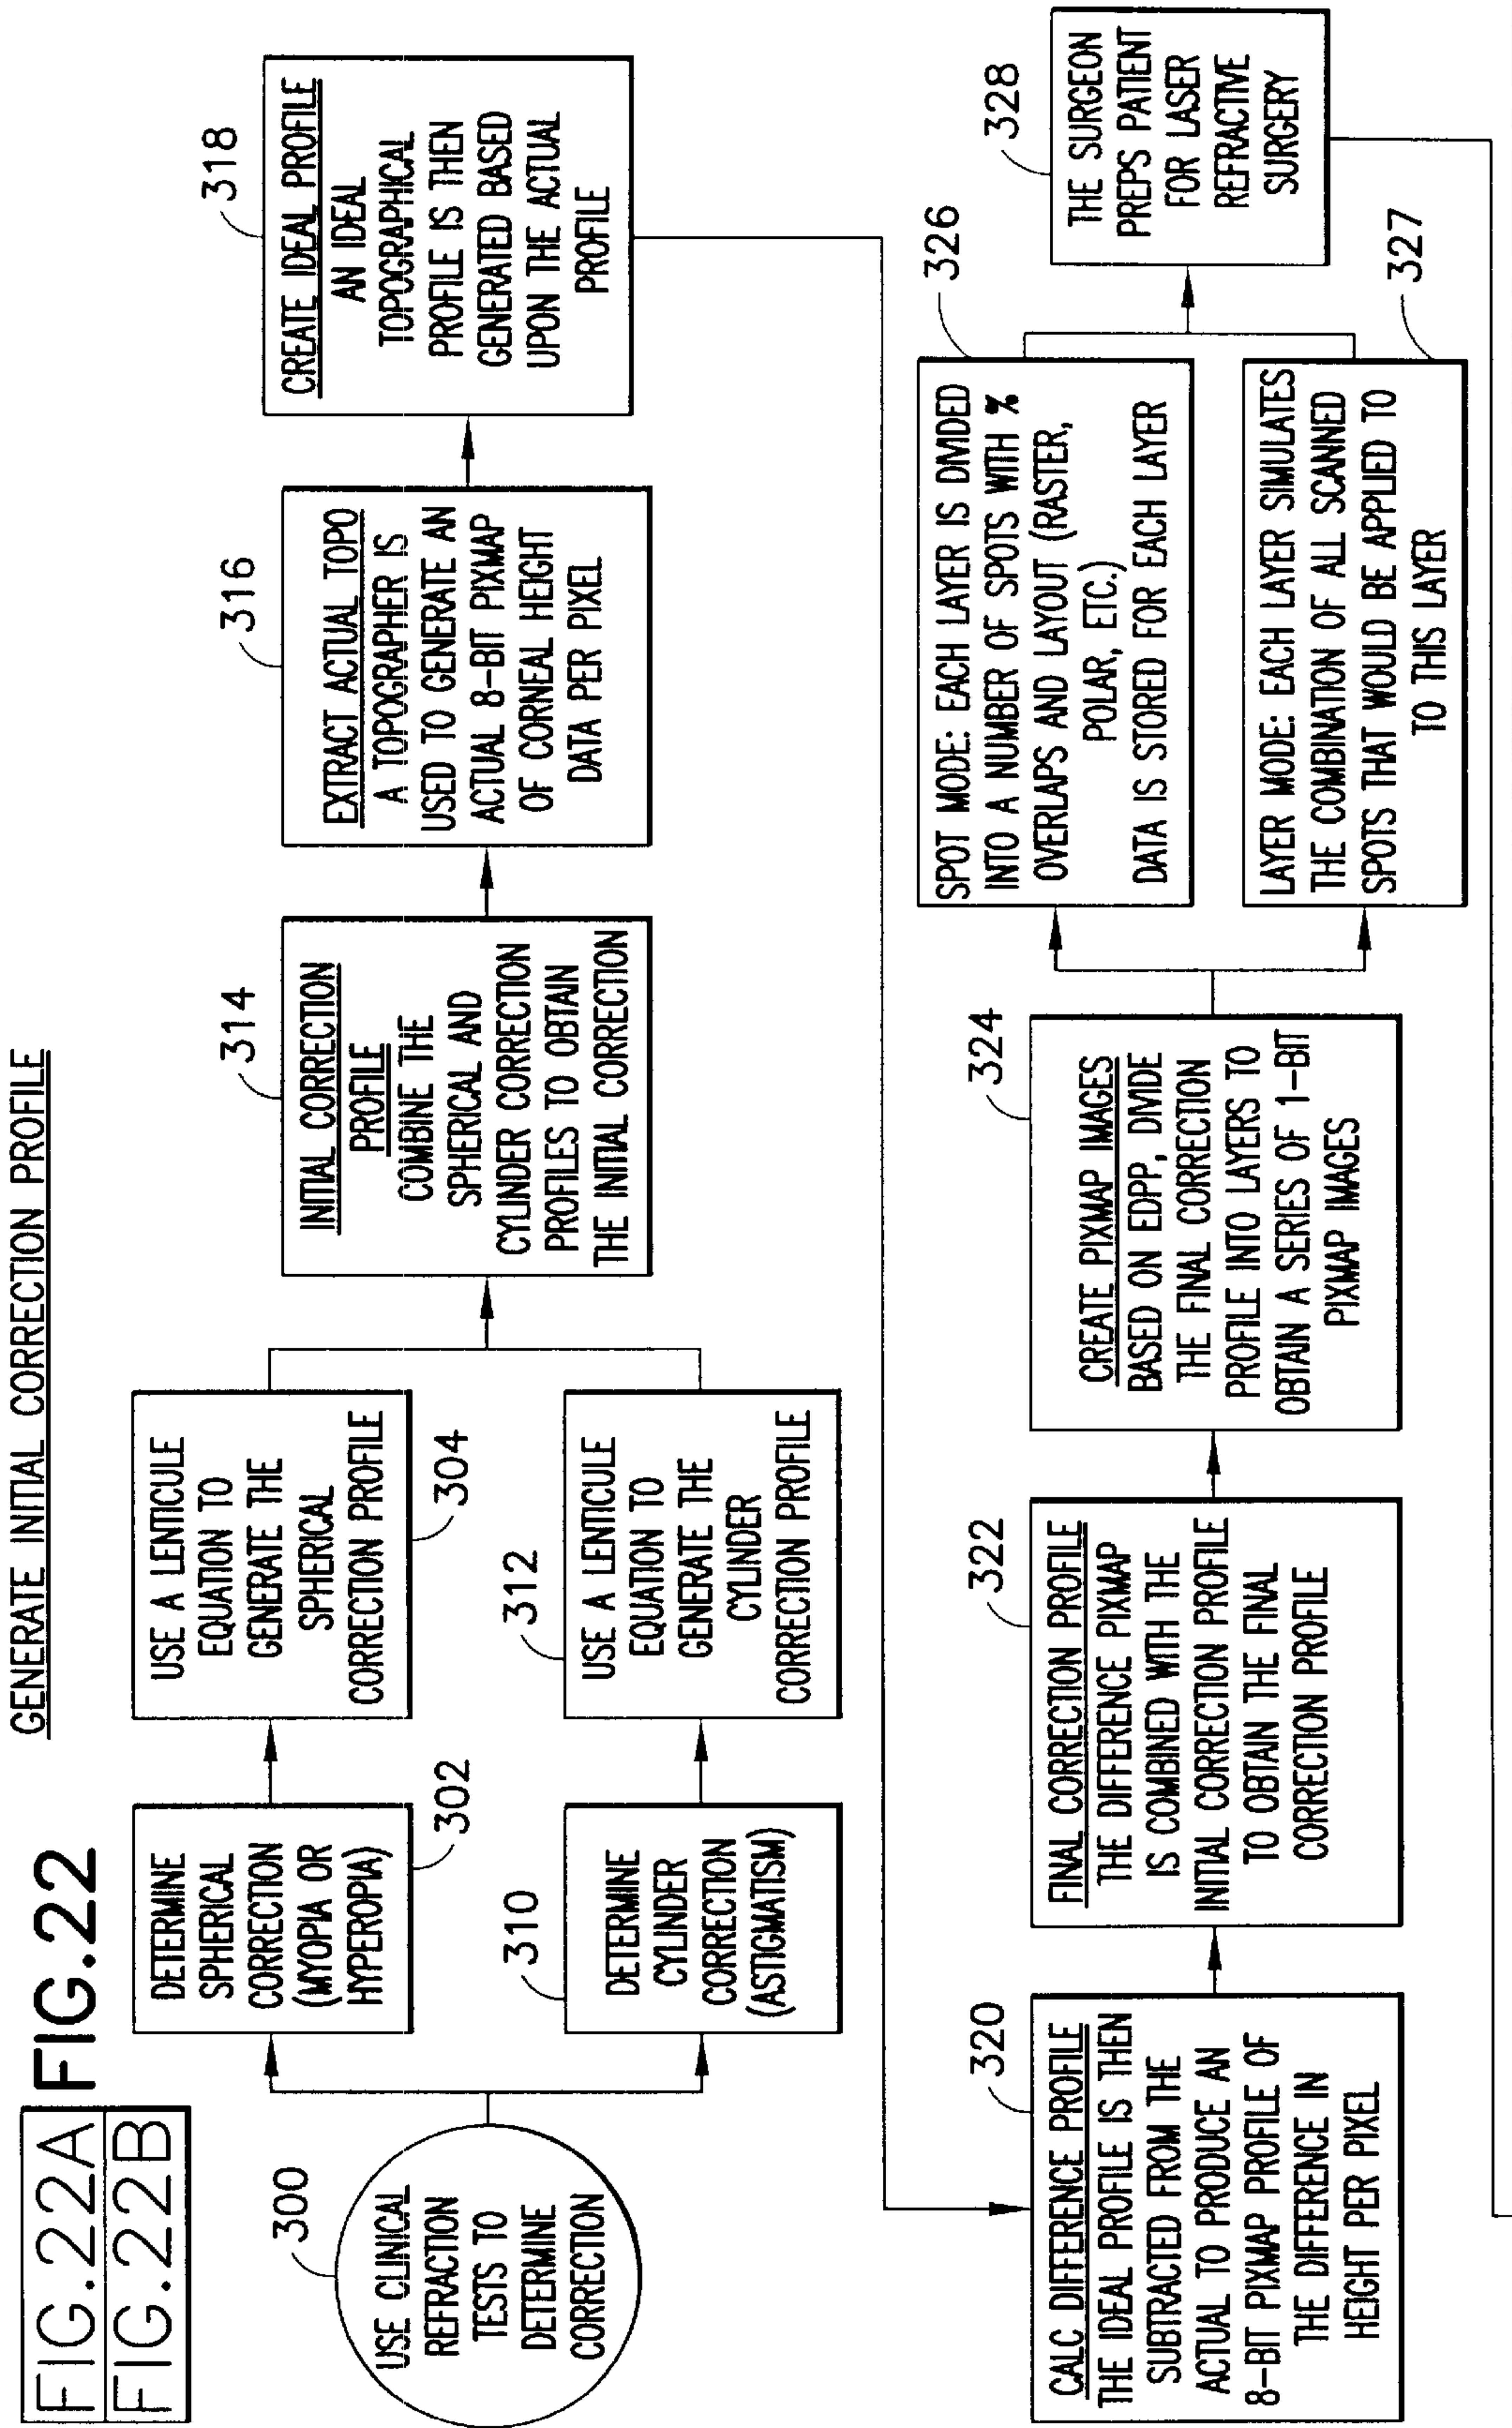 FIG.22A
FIG.22B
FIG.22
GENERATE INITIAL CORRECTION PROFILE
300
USE CLINICAL
REFRACTION
TESTS TO
DETERMINE
CORRECTION
DETERMINE
SPHERICAL
CORRECTION
(MYOPIA OR
HYPEROPIA)
302
USE A LENTICULE
EQUATION TO
GENERATE THE
SPHERICAL
CORRECTION PROFILE
304
310
DETERMINE
CYLINDER
CORRECTION
(ASTIGMATISM)
312
USE A LENTICULE
EQUATION TO
GENERATE THE
CYLINDER
CORRECTION PROFILE
314
INITIAL CORRECTION
PROFILE
COMBINE THE
SPHERICAL AND
CYLINDER CORRECTION
PROFILES TO OBTAIN
THE INITIAL CORRECTION
316
EXTRACT ACTUAL TOPO
A TOPOGRAPHER IS
USED TO GENERATE AN
ACTUAL 8-BIT PIXMAP
OF CORNEAL HEIGHT
DATA PER PIXEL
318
CREATE IDEAL PROFILE
AN IDEAL
TOPOGRAPHICAL
PROFILE IS THEN
GENERATED BASED
UPON THE ACTUAL
PROFILE
320
CALC DIFFERENCE PROFILE
THE IDEAL PROFILE IS THEN
SUBTRACTED FROM THE
ACTUAL TO PRODUCE AN
8-BIT PIXMAP PROFILE OF
THE DIFFERENCE IN
HEIGHT PER PIXEL
322
FINAL CORRECTION PROFILE
THE DIFFERENCE PIXMAP
IS COMBINED WITH THE
INITIAL CORRECTION PROFILE
TO OBTAIN THE FINAL
CORRECTION PROFILE
324
CREATE PIXMAP IMAGES
BASED ON EDPP, DIVIDE
THE FINAL CORRECTION
PROFILE INTO LAYERS TO
OBTAIN A SERIES OF 1-BIT
PIXMAP IMAGES
326
SPOT MODE: EACH LAYER IS DIVIDED
INTO A NUMBER OF SPOTS WITH %
OVERLAPS AND LAYOUT (RASTER,
POLAR, ETC.)
DATA IS STORED FOR EACH LAYER
LAYER MODE: EACH LAYER SIMULATES
THE COMBINATION OF ALL SCANNED
SPOTS THAT WOULD BE APPLIED TO
TO THIS LAYER
327
328
THE SURGEON
PREPS PATIENT
FOR LASER
REFRACTIVE
SURGERY